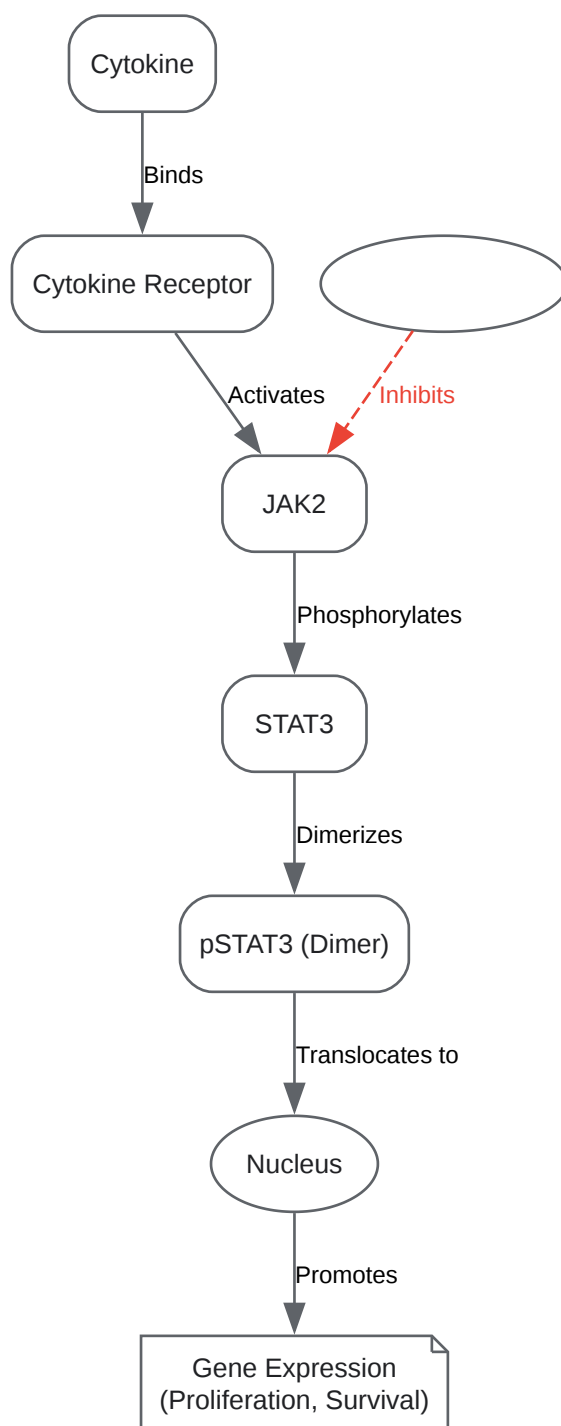 Cytokine
Binds
Cytokine Receptor
Activates
Inhibits
JAK2
Phosphorylates
STAT3
Dimerizes
pSTAT3 (Dimer)
Translocates to
Nucleus
Promotes
Gene Expression
(Proliferation, Survival)